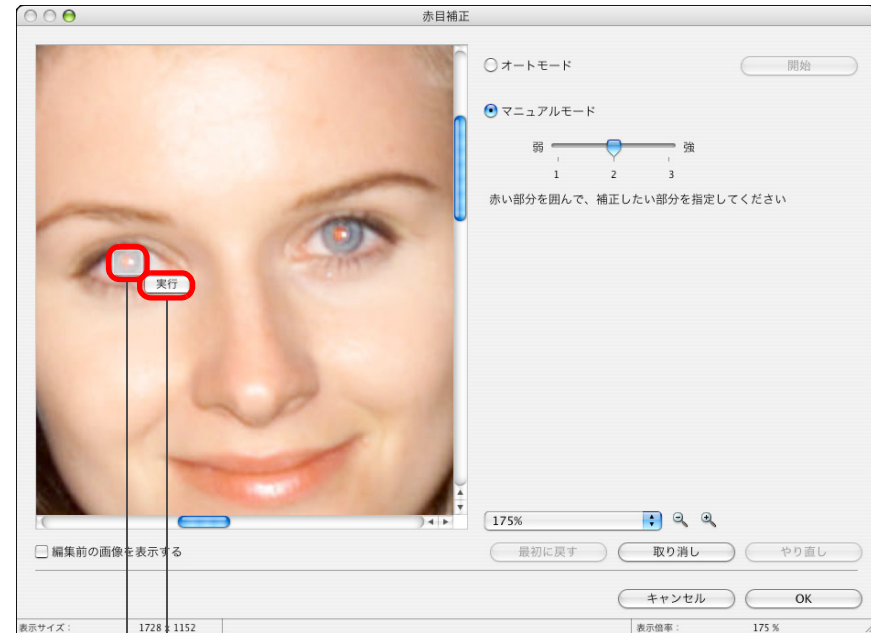 赤目補正
オートモード
開始
マニュアルモード
弱
強
1 2 3
赤い部分を囲んで、補正したい部分を指定してください
実行
175%
編集前の画像を表示する
最初に戻す
取り消し
やり直し
キャンセル
OK
表示サイズ： 1728 x 1152
表示倍率： 175 %